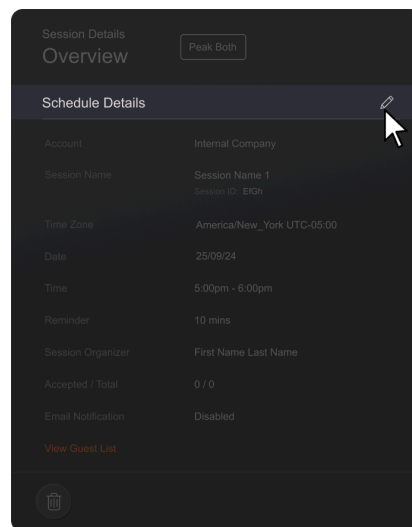 Session Details
Overview
Peak Both
Schedule Details
Account Internal Company
Session Name Session Name 1
Session ID: EfGh
Time Zone America/New_York UTC-05:00
Date 25/09/24
Time 5:00pm - 6:00pm
Reminder 10 mins
Session Organizer First Name Last Name
Accepted / Total 0 / 0
Email Notification Disabled
View Guest List